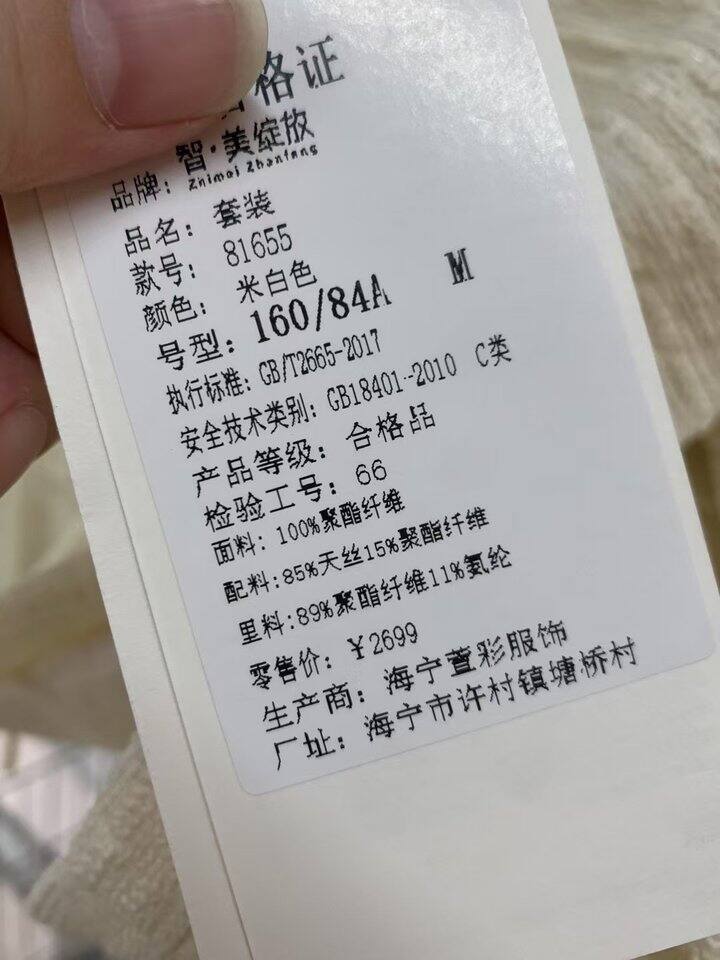 合格证
品牌: 智·美绽放
Zhimei Zhanfang
品名: 套装
款号: 81655
颜色: 米白色
号型: 160/84A M
执行标准: GB/T2665-2017
安全技术类别: GB18401-2010 C类
产品等级: 合格品
检验工号: 66
面料: 100%聚酯纤维
配料:85%天丝15%聚酯纤维
里料:89%聚酯纤维11%氨纶
零售价: ¥2699
生产商: 海宁萱彩服饰
厂址: 海宁市许村镇塘桥村